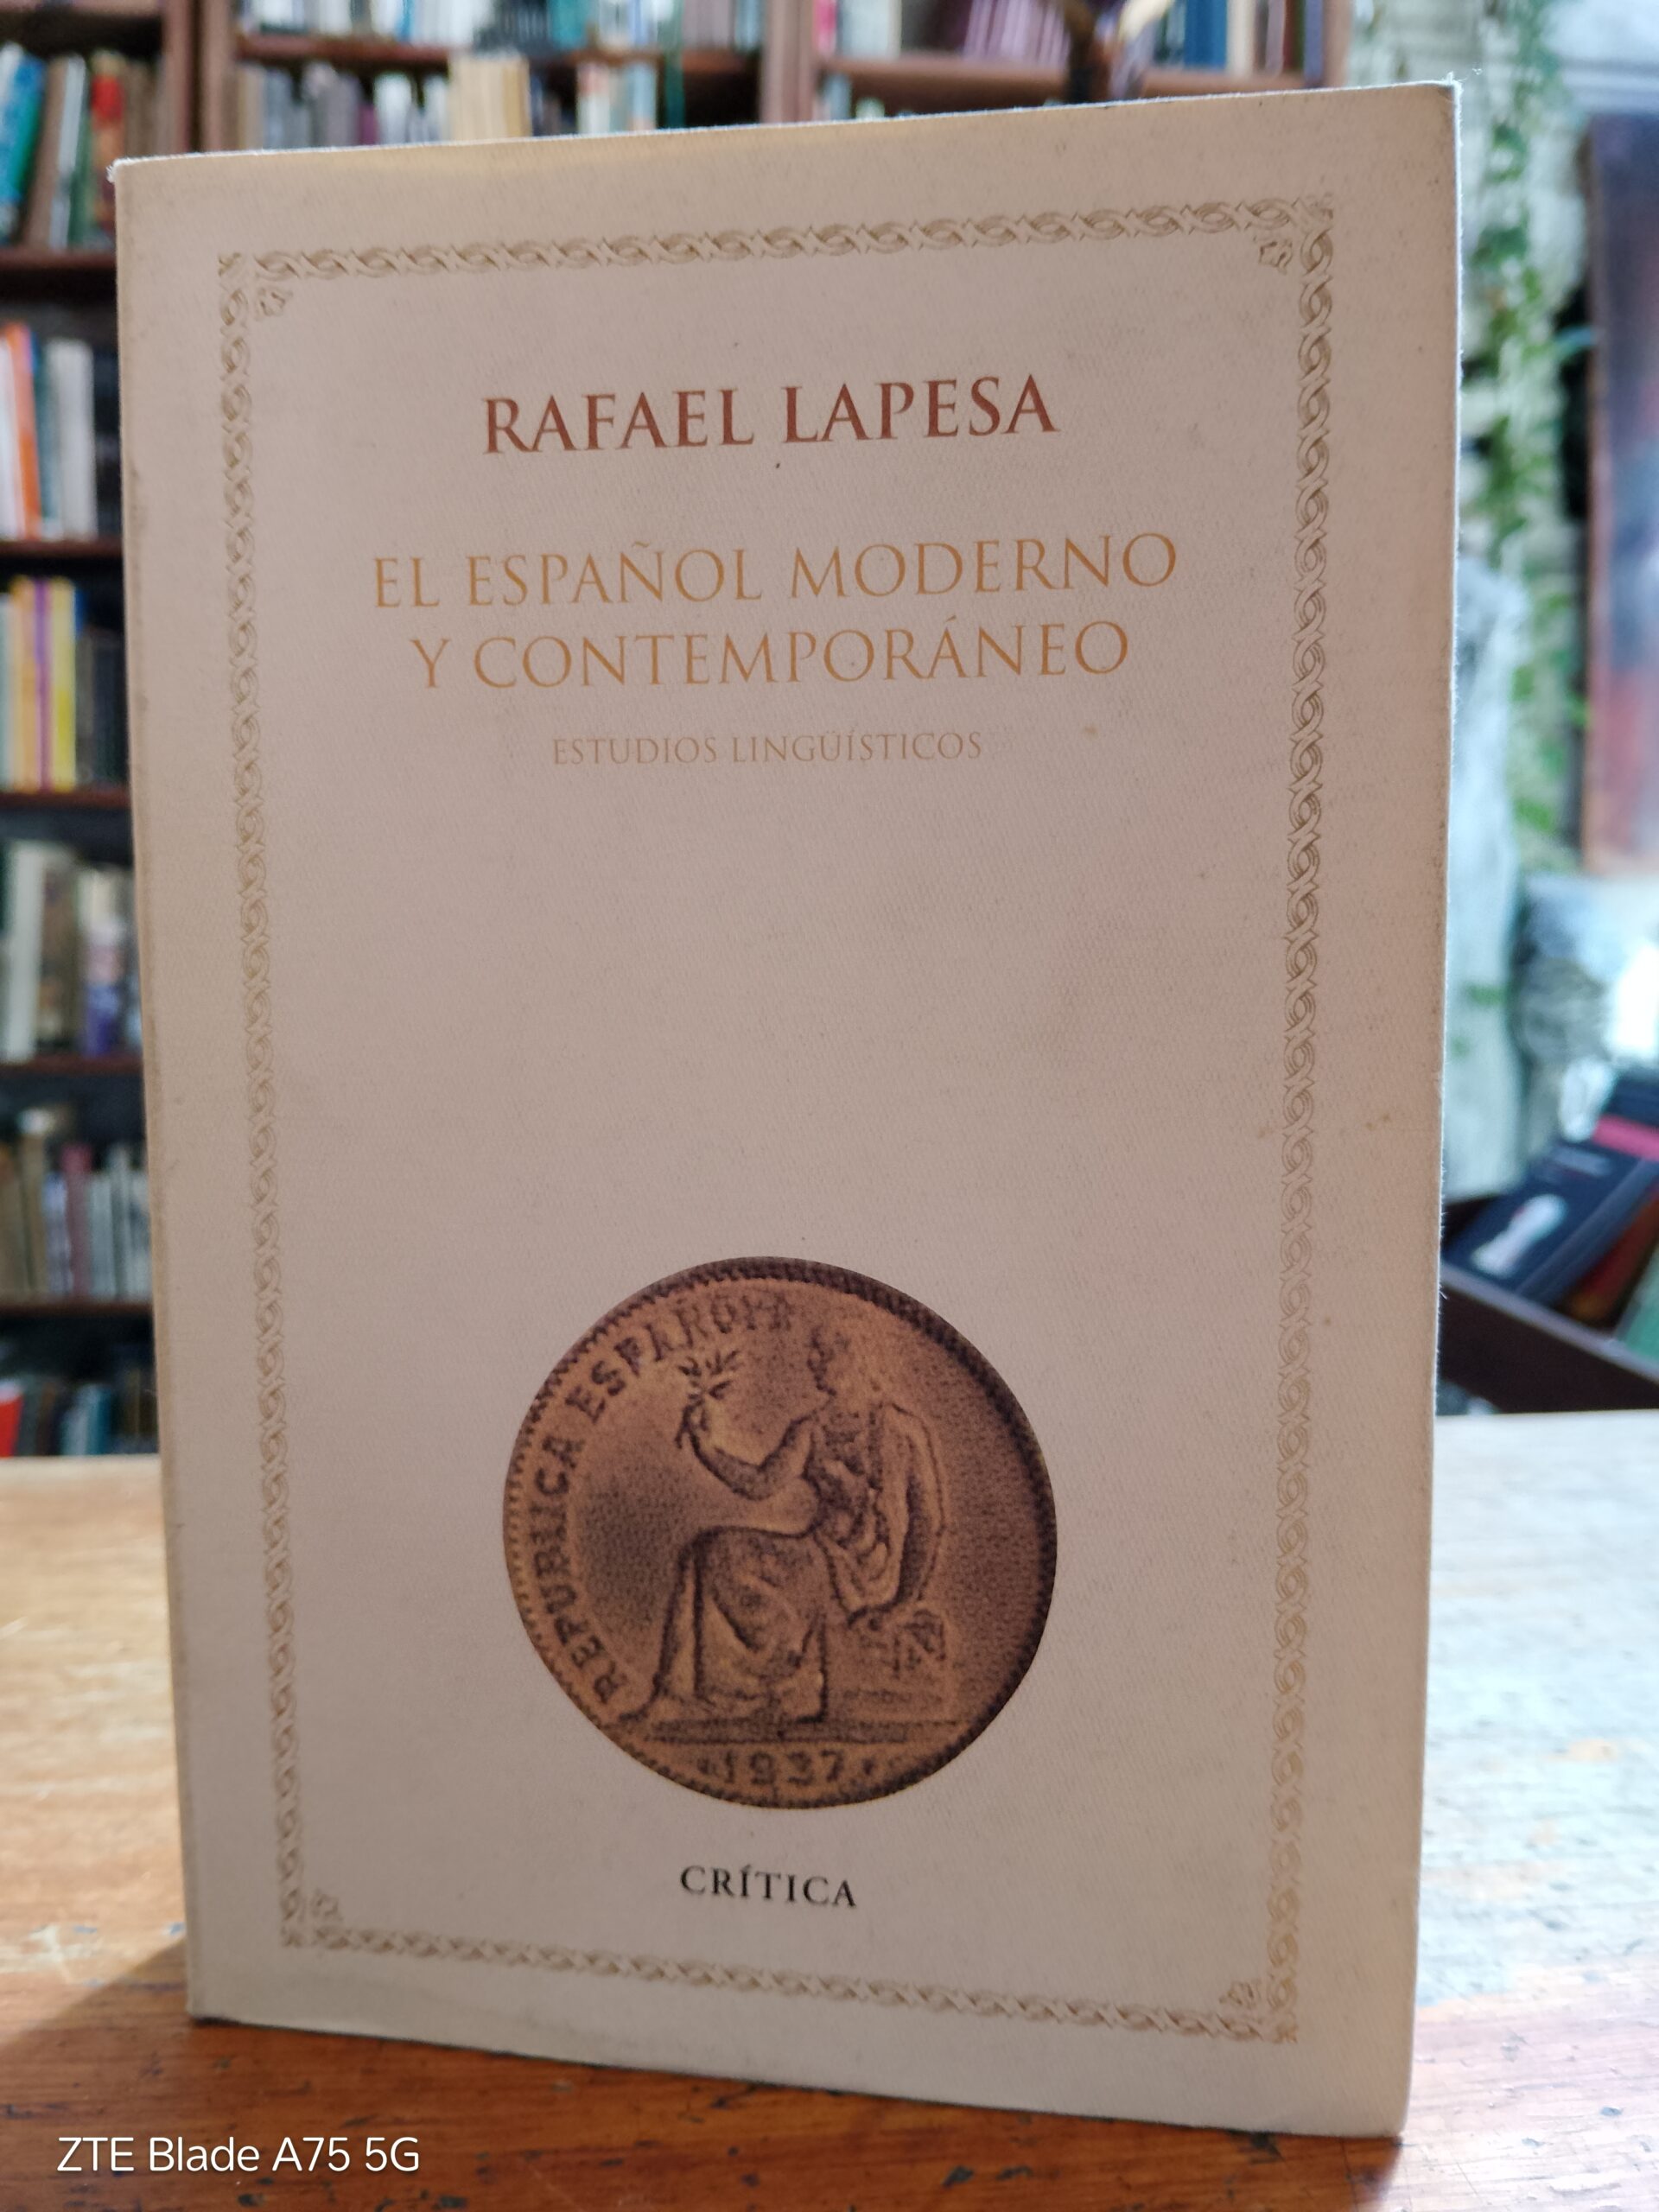 RAFAEL LAPESA
EL ESPAÑOL MODERNO
Y CONTEMPORÁNEO
ESTUDIOS LINGÜÍSTICOS
REPUBLICA ESPAÑOLA
1937
CRÍTICA
ZTE Blade A75 5G